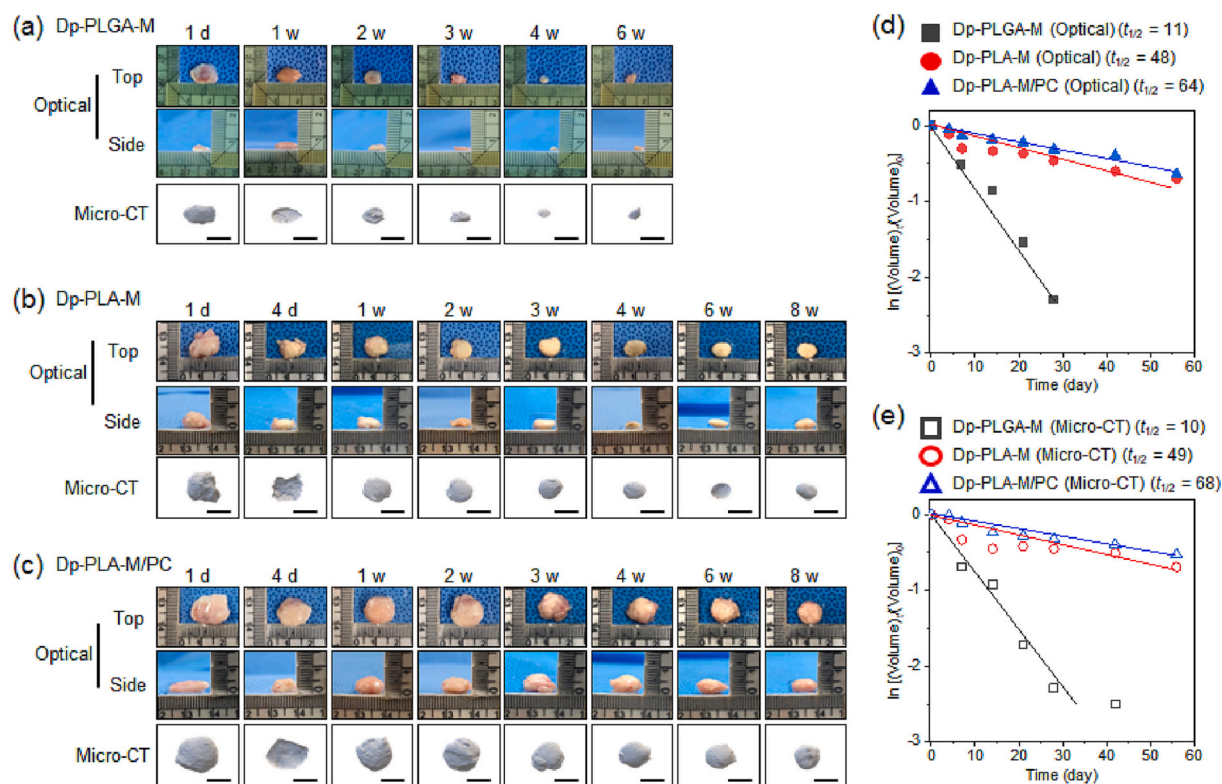 (a) Dp-PLGA-M
1 d 1 w 2 w 3 w 4 w 6 w
Top
Optical
Side
Micro-CT
(b) Dp-PLA-M
1 d 4 d 1 w 2 w 3 w 4 w 6 w 8 w
Top
Optical
Side
Micro-CT
(c) Dp-PLA-M/PC
1 d 4 d 1 w 2 w 3 w 4 w 6 w 8 w
Top
Optical
Side
Micro-CT
(d)
Dp-PLGA-M (Optical) (t1/2 = 11)
Dp-PLA-M (Optical) (t1/2 = 48)
Dp-PLA-M/PC (Optical) (t1/2 = 64)
ln [(Volume)t/(Volume)0]
0
-1
-2
-3
0 10 20 30 40 50 60
Time (day)
(e)
Dp-PLGA-M (Micro-CT) (t1/2 = 10)
Dp-PLA-M (Micro-CT) (t1/2 = 49)
Dp-PLA-M/PC (Micro-CT) (t1/2 = 68)
ln [(Volume)t/(Volume)0]
0
-1
-2
-3
0 10 20 30 40 50 60
Time (day)